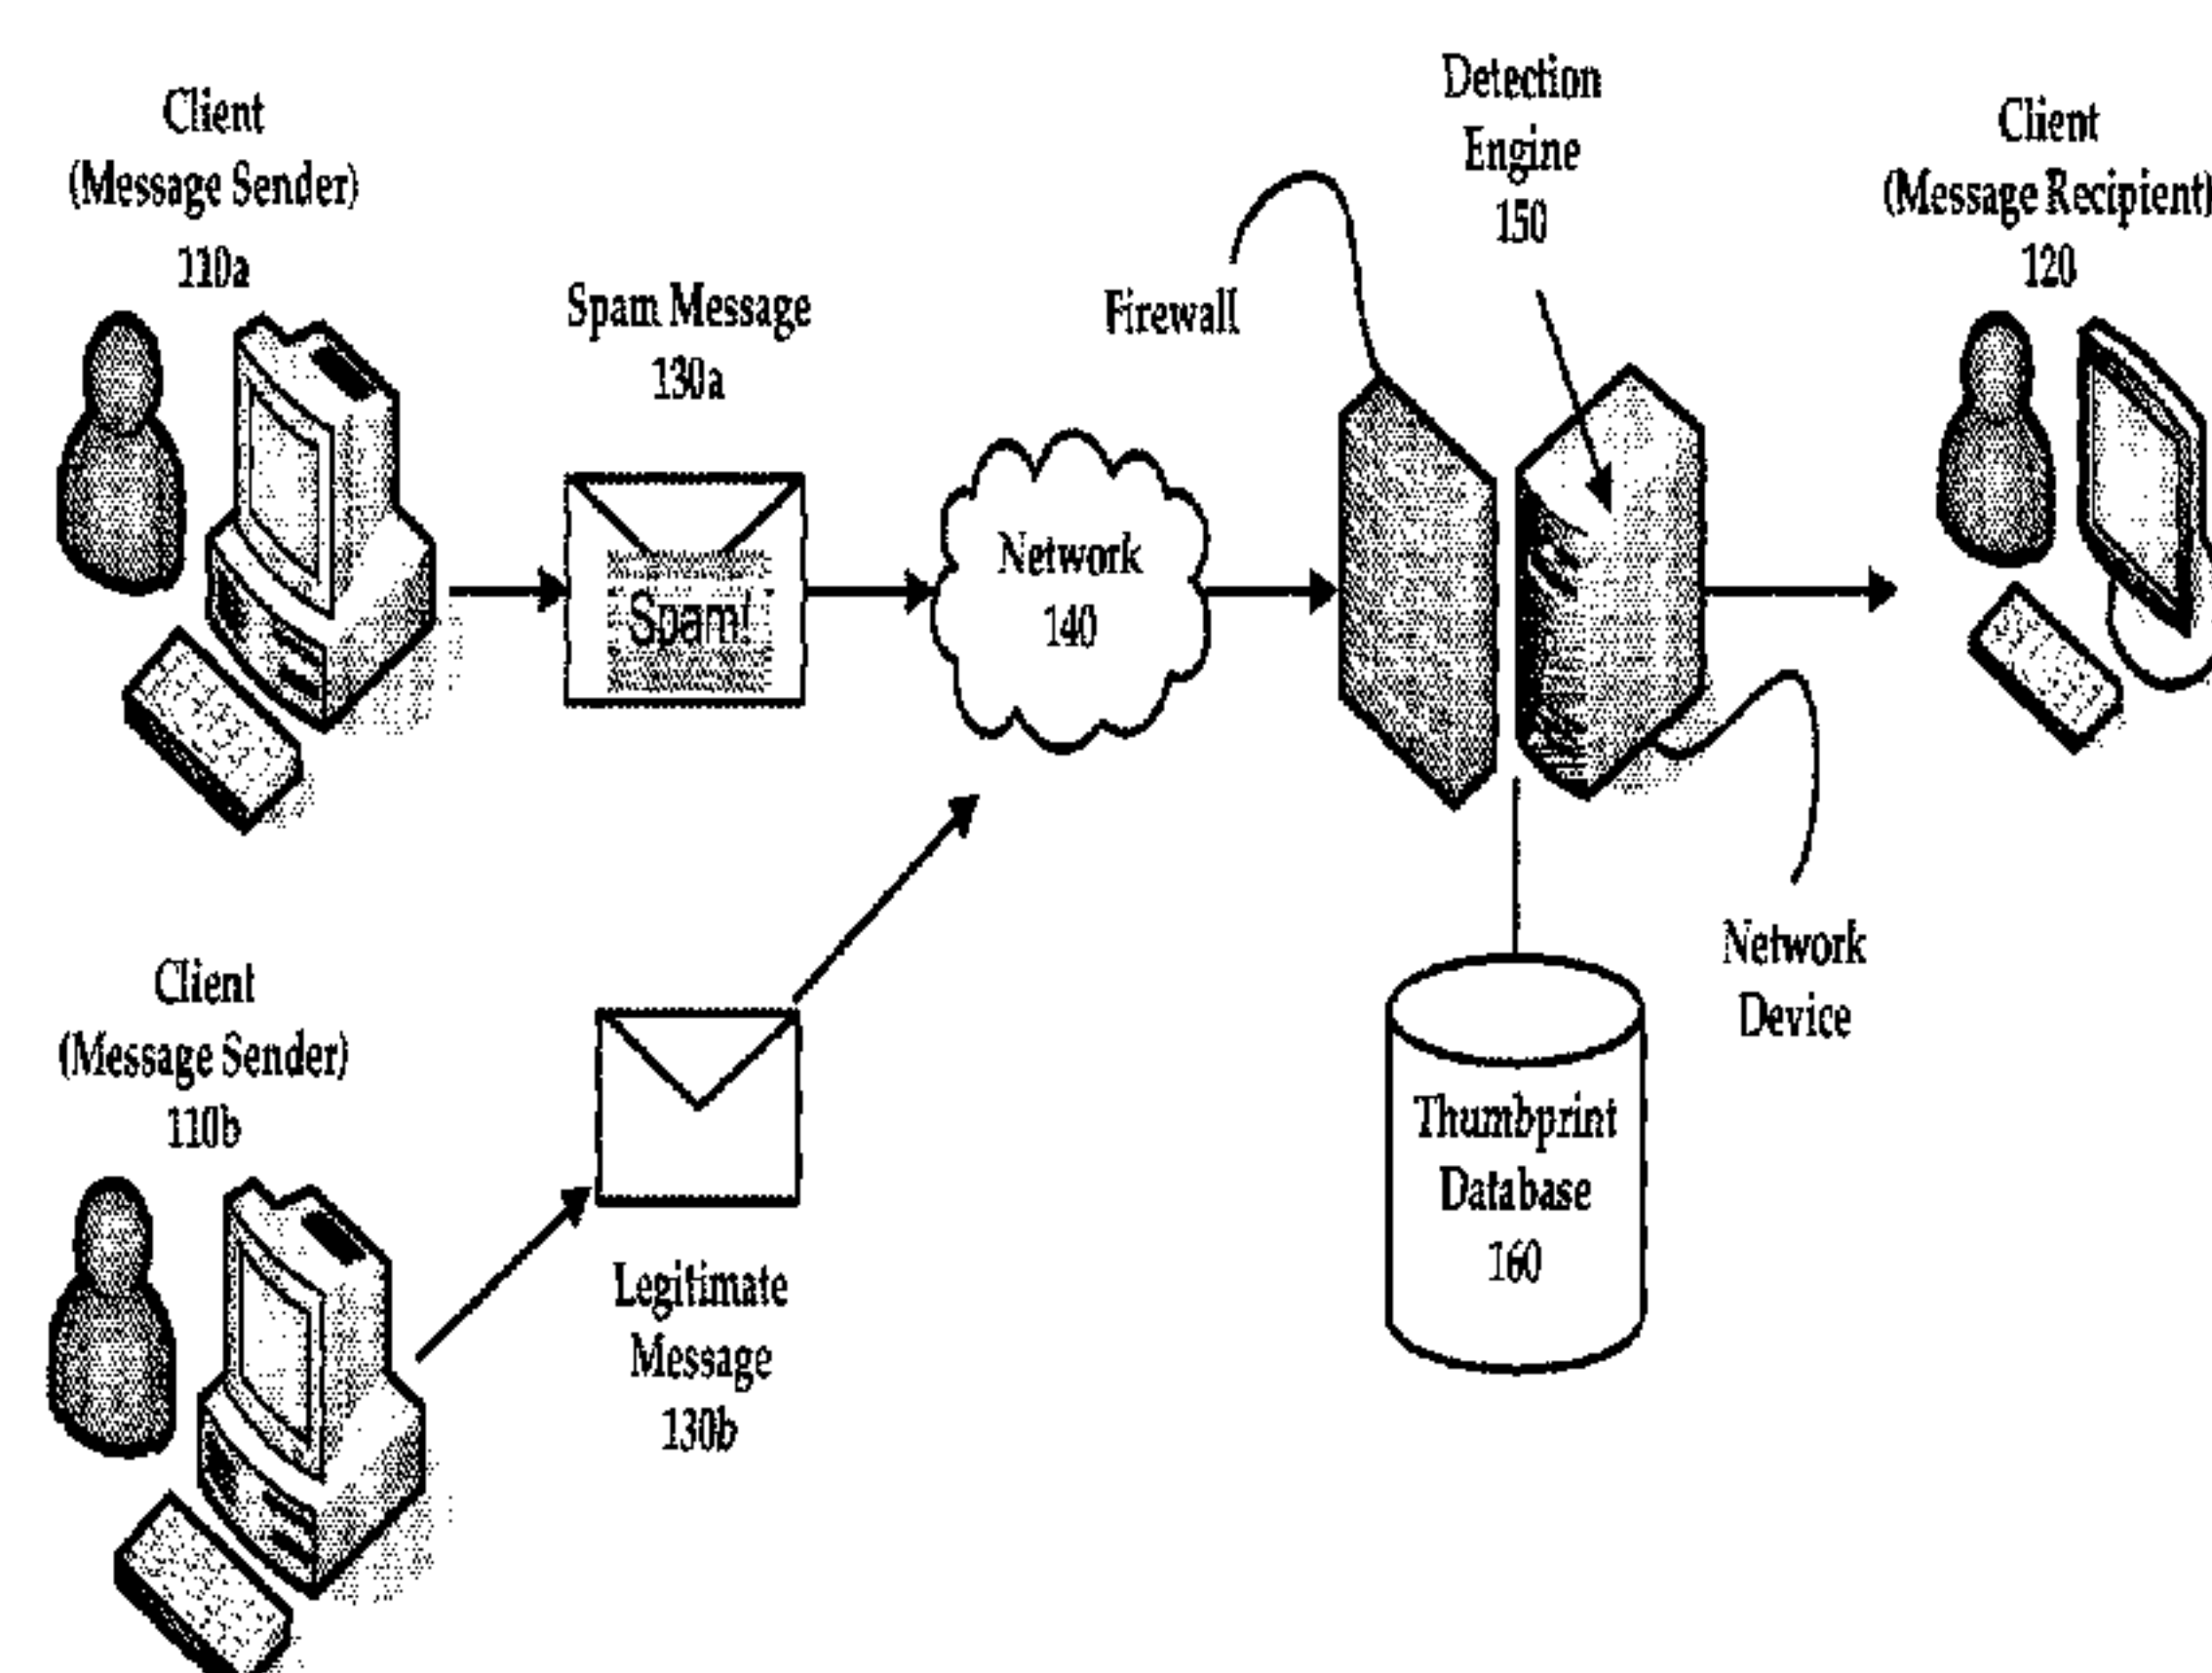 Client
(Message Sender)
110a
Spam Message
130a
Spam!
Network
140
Firewall
Detection
Engine
150
Client
(Message Recipient)
120
Client
(Message Sender)
110b
Legitimate
Message
130b
Thumbprint
Database
160
Network
Device